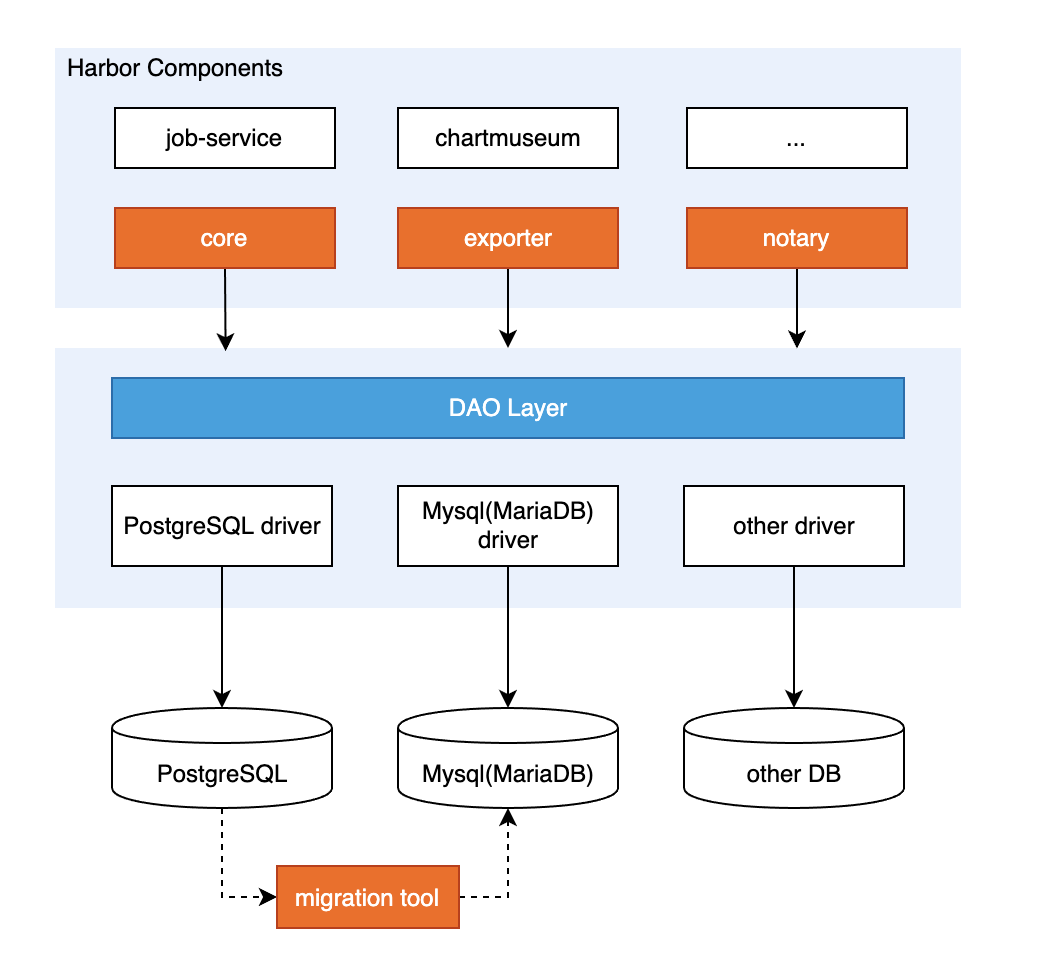 Harbor Components
job-service
chartmuseum
...
core
exporter
notary
DAO Layer
PostgreSQL driver
Mysql(MariaDB)
driver
other driver
PostgreSQL
Mysql(MariaDB)
other DB
migration tool